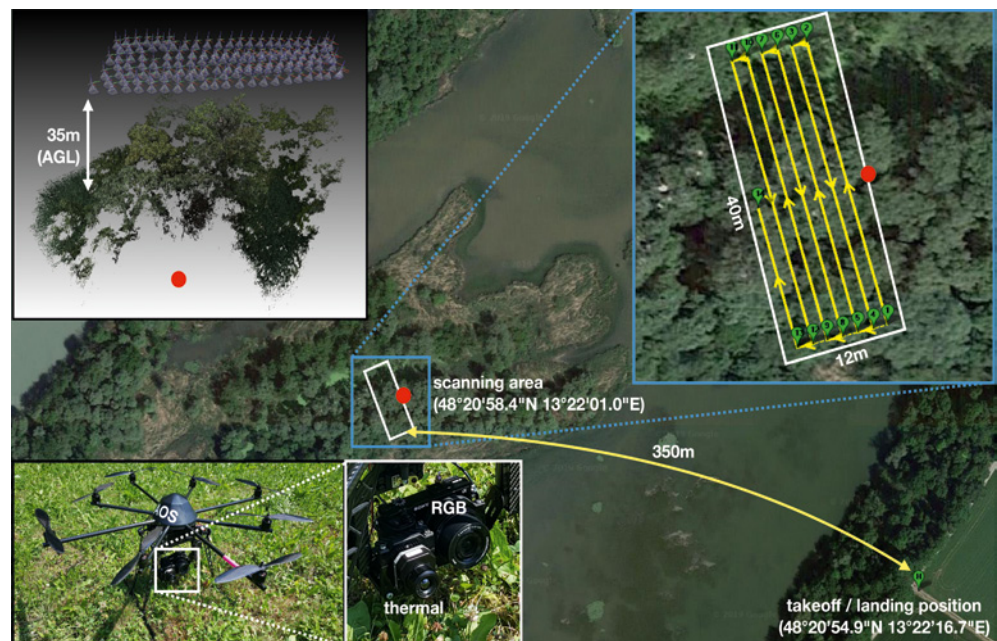 35m
(AGL)
40m
12m
scanning area
(48°20'58.4"N 13°22'01.0"E)
350m
OS
RGB
thermal
H
takeoff / landing position
(48°20'54.9"N 13°22'16.7"E)